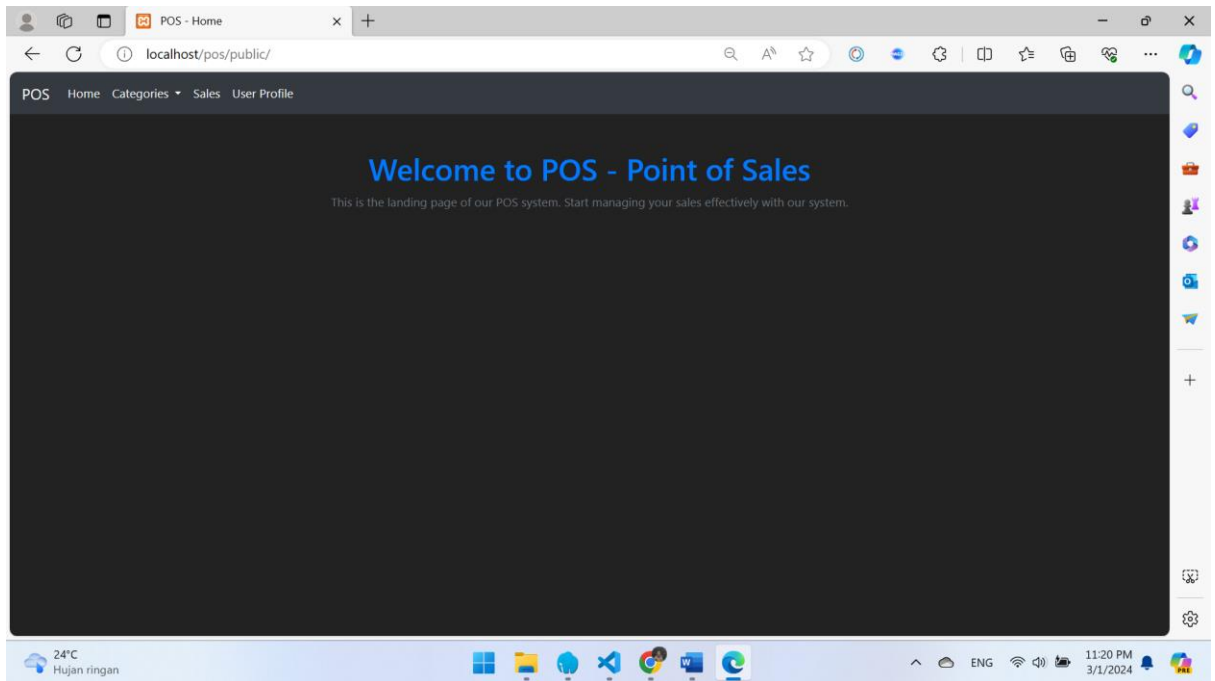 POS - Home
localhost/pos/public/
POS Home Categories Sales User Profile
Welcome to POS - Point of Sales
This is the landing page of our POS system. Start managing your sales effectively with our system.
24°C
Hujan ringan
ENG
11:20 PM
3/1/2024
PRE